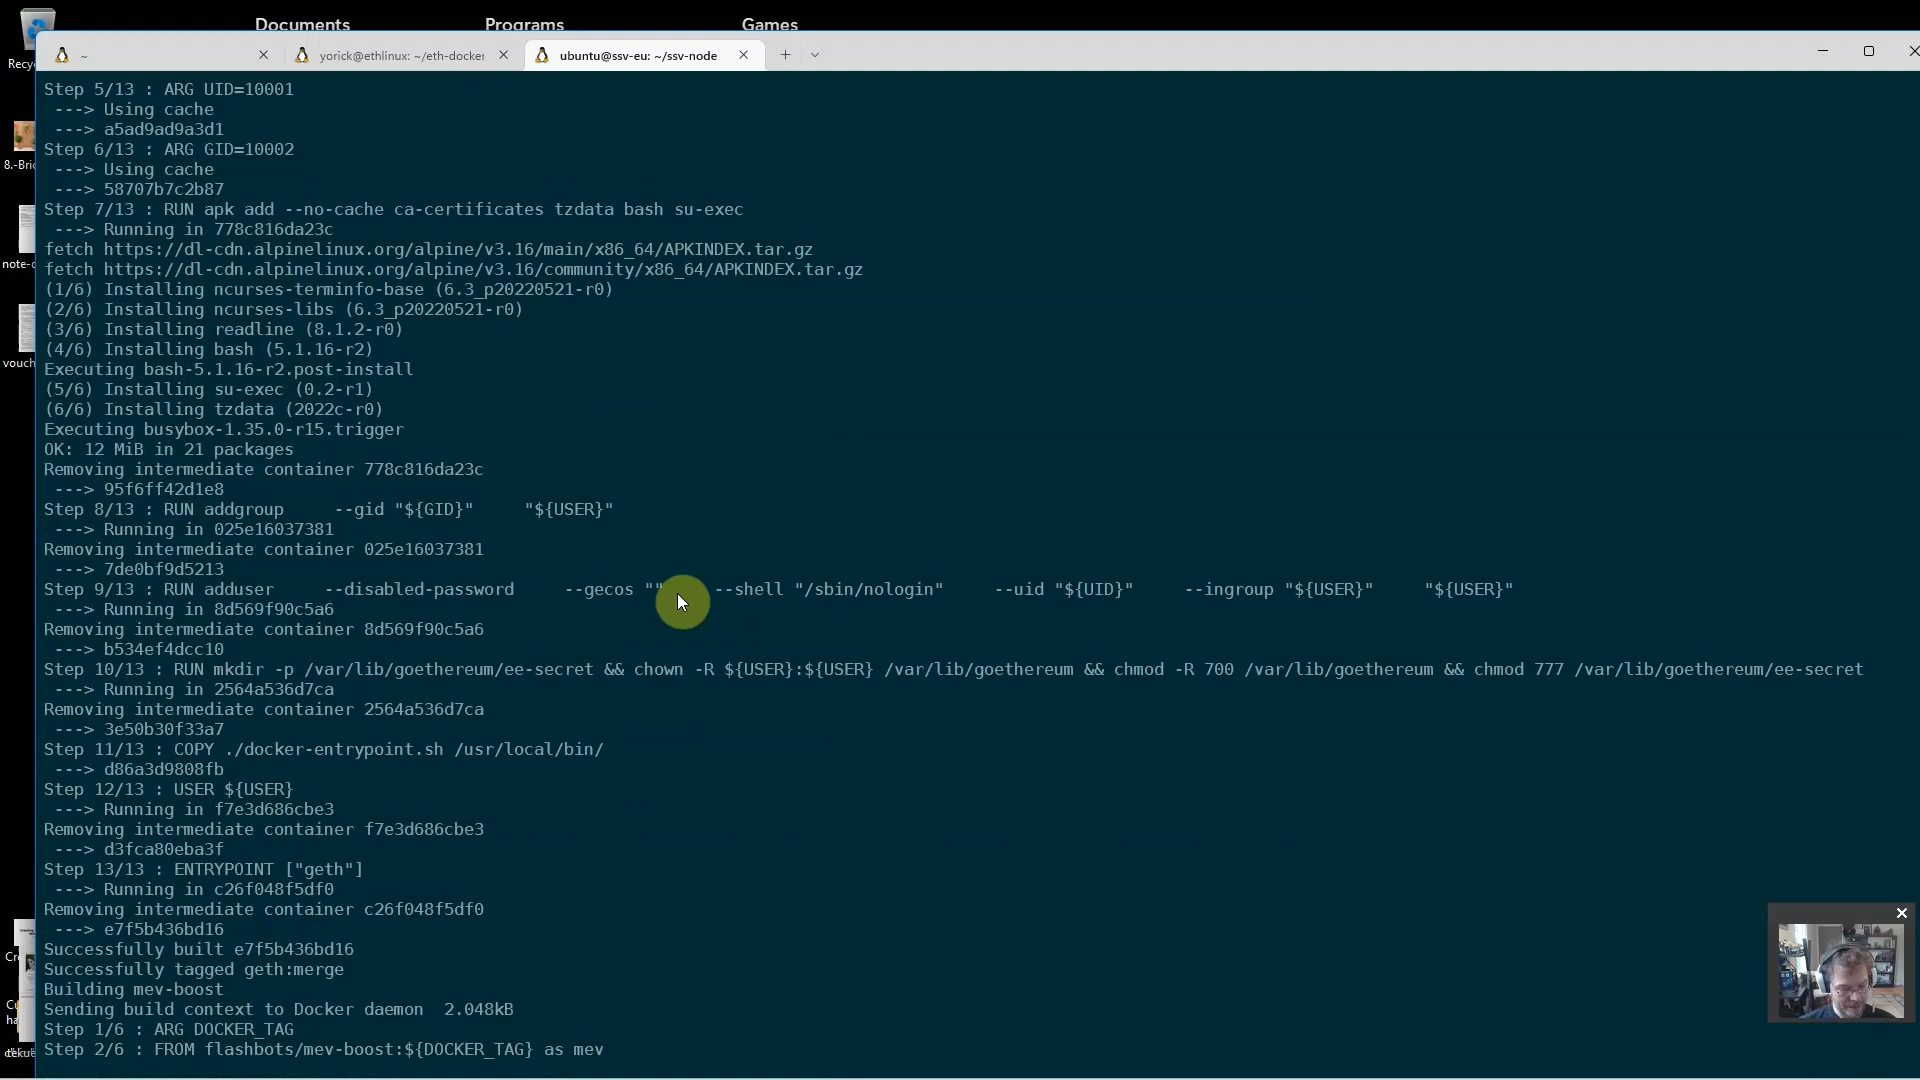 Documents
Programs
Games
~
yorick@ethlinux: ~/eth-docker
ubuntu@ssv-eu: ~/ssv-node
Step 5/13 : ARG UID=10001
---> Using cache
---> a5ad9ad9a3d1
Step 6/13 : ARG GID=10002
---> Using cache
---> 58707b7c2b87
Step 7/13 : RUN apk add --no-cache ca-certificates tzdata bash su-exec
---> Running in 778c816da23c
fetch https://dl-cdn.alpinelinux.org/alpine/v3.16/main/x86_64/APKINDEX.tar.gz
fetch https://dl-cdn.alpinelinux.org/alpine/v3.16/community/x86_64/APKINDEX.tar.gz
(1/6) Installing ncurses-terminfo-base (6.3_p20220521-r0)
(2/6) Installing ncurses-libs (6.3_p20220521-r0)
(3/6) Installing readline (8.1.2-r0)
(4/6) Installing bash (5.1.16-r2)
Executing bash-5.1.16-r2.post-install
(5/6) Installing su-exec (0.2-r1)
(6/6) Installing tzdata (2022c-r0)
Executing busybox-1.35.0-r15.trigger
OK: 12 MiB in 21 packages
Removing intermediate container 778c816da23c
---> 95f6ff42d1e8
Step 8/13 : RUN addgroup     --gid "${GID}"     "${USER}"
---> Running in 025e16037381
Removing intermediate container 025e16037381
---> 7de0bf9d5213
Step 9/13 : RUN adduser     --disabled-password     --gecos ""     --shell "/sbin/nologin"     --uid "${UID}"     --ingroup "${USER}"     "${USER}"
---> Running in 8d569f90c5a6
Removing intermediate container 8d569f90c5a6
---> b534ef4dcc10
Step 10/13 : RUN mkdir -p /var/lib/goethereum/ee-secret && chown -R ${USER}:${USER} /var/lib/goethereum && chmod -R 700 /var/lib/goethereum && chmod 777 /var/lib/goethereum/ee-secret
---> Running in 2564a536d7ca
Removing intermediate container 2564a536d7ca
---> 3e50b30f33a7
Step 11/13 : COPY ./docker-entrypoint.sh /usr/local/bin/
---> d86a3d9808fb
Step 12/13 : USER ${USER}
---> Running in f7e3d686cbe3
Removing intermediate container f7e3d686cbe3
---> d3fca80eba3f
Step 13/13 : ENTRYPOINT ["geth"]
---> Running in c26f048f5df0
Removing intermediate container c26f048f5df0
---> e7f5b436bd16
Successfully built e7f5b436bd16
Successfully tagged geth:merge
Building mev-boost
Sending build context to Docker daemon  2.048kB
Step 1/6 : ARG DOCKER_TAG
Step 2/6 : FROM flashbots/mev-boost:${DOCKER_TAG} as mev
Recy
8.-Bri
note-
vouch